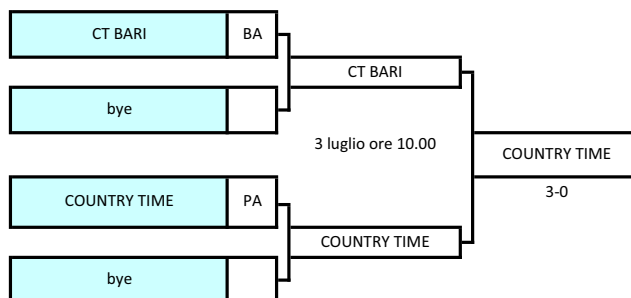 CT BARI BA
CT BARI
bye
3 luglio ore 10.00
COUNTRY TIME
3-0
COUNTRY TIME PA
COUNTRY TIME
bye